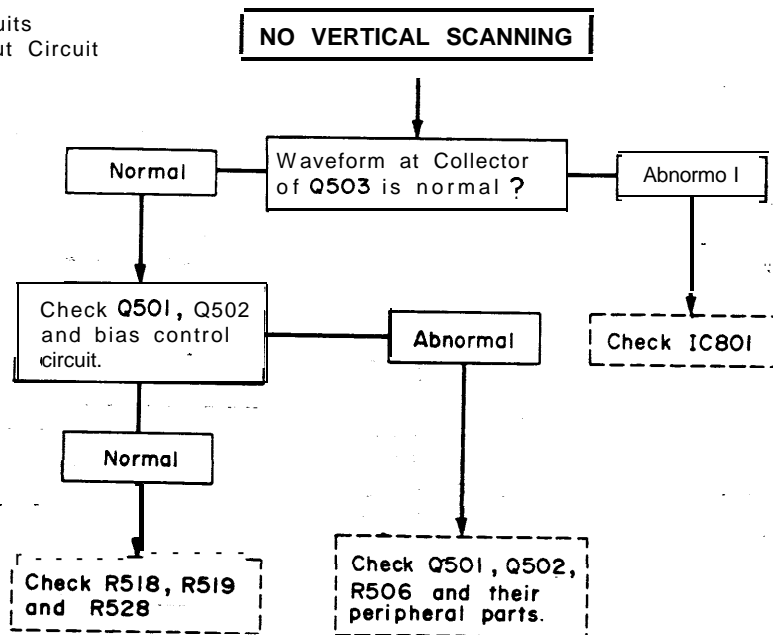 uits
ut Circuit
NO VERTICAL SCANNING
Waveform at Collector
of Q503 is normal ?
Normal
Abnormo l
Check Q501, Q502
and bias control
circuit.
Abnormal
Check IC801
Normal
Check R518, R519
and R528
Check Q501, Q502,
R506 and their
peripheral parts.